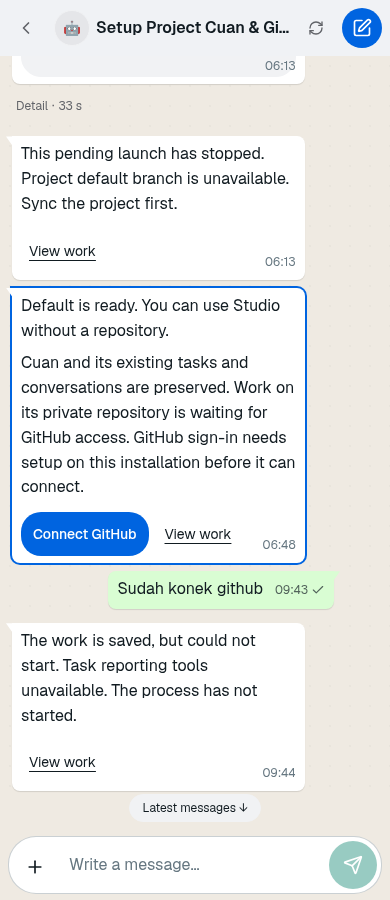 Setup Project Cuan & Gi...
06:13
Detail · 33 s
This pending launch has stopped.
Project default branch is unavailable.
Sync the project first.
View work
06:13
Default is ready. You can use Studio
without a repository.
Cuan and its existing tasks and
conversations are preserved. Work on
its private repository is waiting for
GitHub access. GitHub sign-in needs
setup on this installation before it can
connect.
Connect GitHub
View work
06:48
Sudah konek github 09:43
The work is saved, but could not
start. Task reporting tools
unavailable. The process has not
started.
View work
09:44
Latest messages ↓
Write a message...